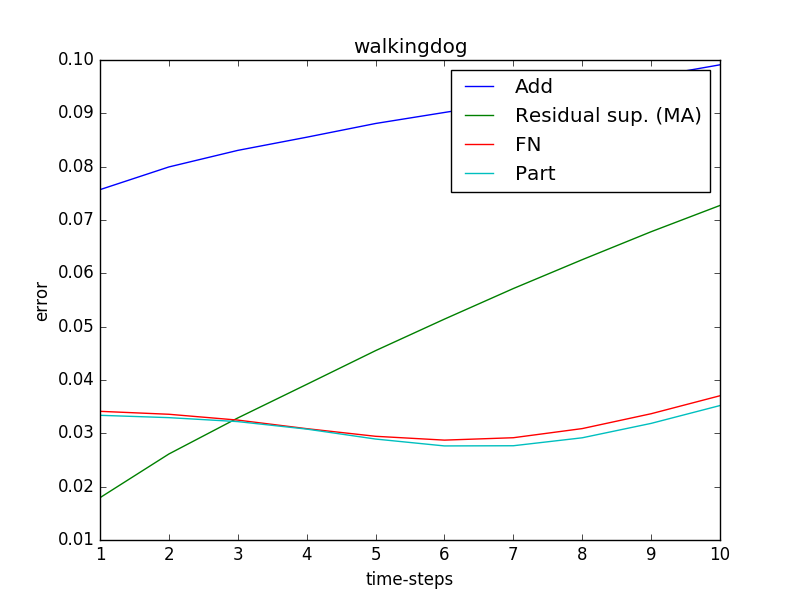 walkingdog
0.10
0.09
0.08
0.07
0.06
0.05
0.04
0.03
0.02
0.01
error
Add
Residual sup. (MA)
FN
Part
1 2 3 4 5 6 7 8 9 10
time-steps